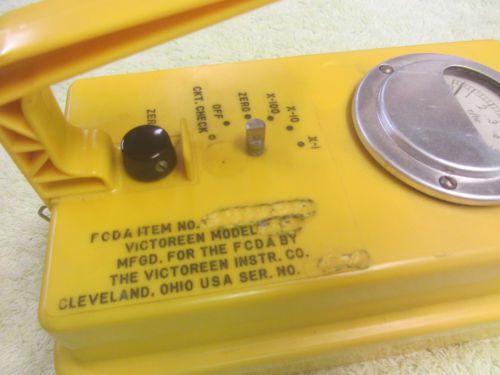 ZER
CKT. CHECK
OFF
ZERO
X-100
X-10
X-1
FCDA ITEM NO.
VICTOREEN MODEL
MFGD. FOR THE FCDA BY
THE VICTOREEN INSTR. CO.
CLEVELAND, OHIO USA SER. NO.